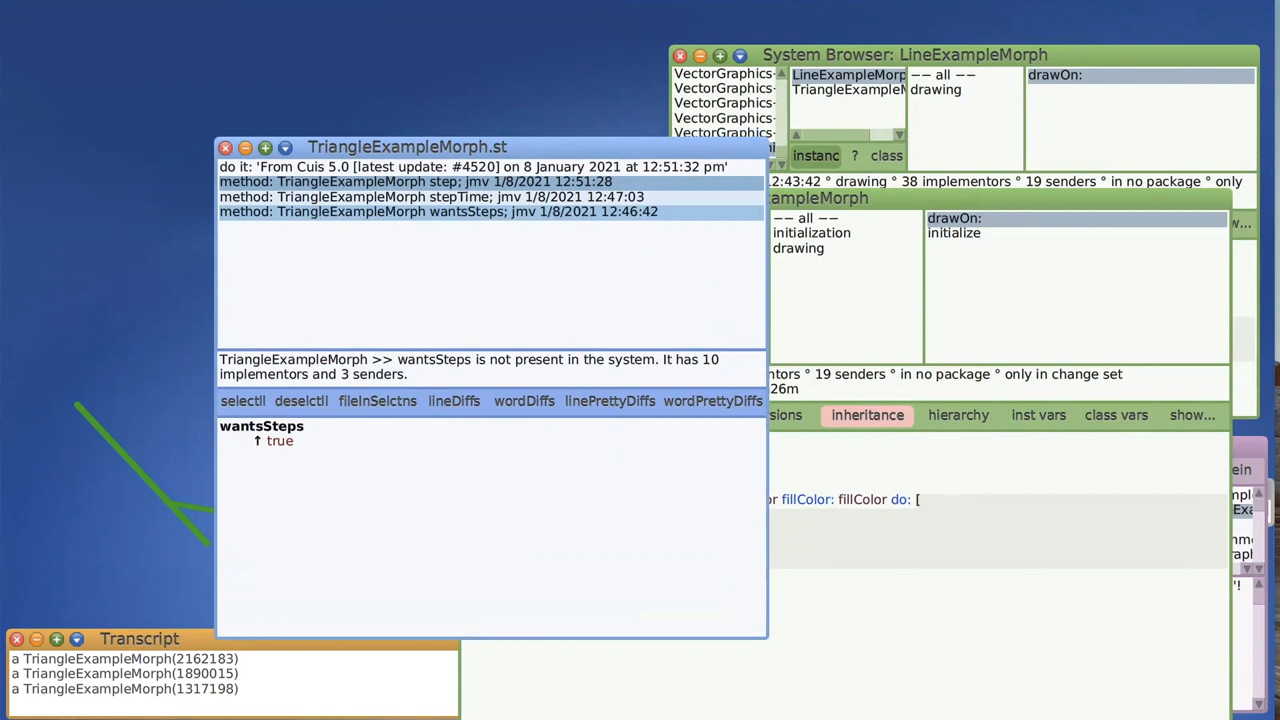 System Browser: LineExampleMorph
VectorGraphics-
VectorGraphics-
VectorGraphics-
VectorGraphics-
VectorGraphics-
LineExampleMorp
TriangleExampleM
-- all --
drawing
drawOn:
instanc ? class
12:43:42 ° drawing ° 38 implementors ° 19 senders ° in no package ° only
TriangleExampleMorph.st
do it: 'From Cuis 5.0 [latest update: #4520] on 8 January 2021 at 12:51:32 pm'
method: TriangleExampleMorph step; jmv 1/8/2021 12:51:28
method: TriangleExampleMorph stepTime; jmv 1/8/2021 12:47:03
method: TriangleExampleMorph wantsSteps; jmv 1/8/2021 12:46:42
TriangleExampleMorph >> wantsSteps is not present in the system. It has 10
implementors and 3 senders.
selectll deselctll fileInSelctns lineDiffs wordDiffs linePrettyDiffs wordPrettyDiffs
wantsSteps
↑ true
ampleMorph
-- all --
initialization
drawing
drawOn:
initialize
ntors ° 19 senders ° in no package ° only in change set
26m
sions inheritance hierarchy inst vars class vars show...
or fillColor: fillColor do: [
w...
ein
Transcript
a TriangleExampleMorph(2162183)
a TriangleExampleMorph(1890015)
a TriangleExampleMorph(1317198)